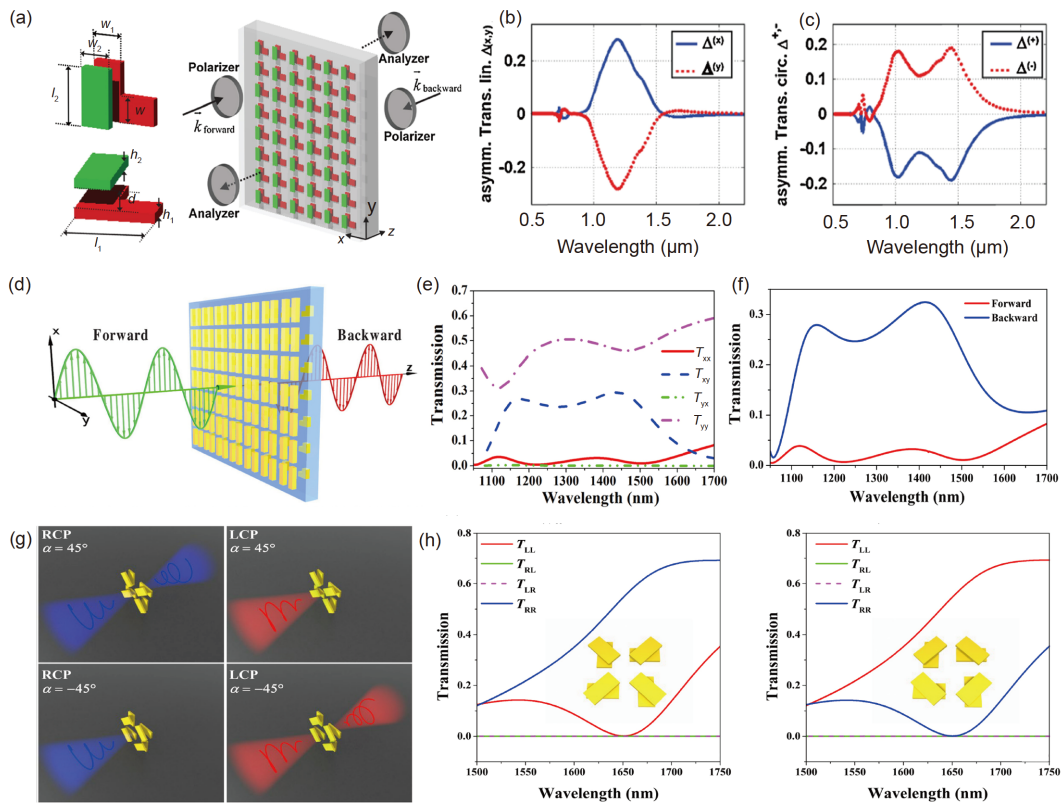 (a)
w₁
w₂
l₂
w
h₂
d
h₁
l₁
Polarizer
k⃗ forward
Analyzer
Analyzer
k⃗ backward
Polarizer
y
x
z
(b)
asymm. Trans. lin. Δ(x,y)
0.2
0
-0.2
Δ(x)
Δ(y)
0.5 1.0 1.5 2.0
Wavelength (μm)
(c)
asymm. Trans. circ. Δ+,-
0.2
0.1
0
-0.1
-0.2
Δ(+)
Δ(-)
0.5 1.0 1.5 2.0
Wavelength (μm)
(d)
x
Forward
y
Backward
z
(e)
Transmission
0.7
0.6
0.5
0.4
0.3
0.2
0.1
0.0
Txx
Txy
Tyx
Tyy
1100 1200 1300 1400 1500 1600 1700
Wavelength (nm)
(f)
Transmission
0.3
0.2
0.1
0.0
Forward
Backward
1100 1200 1300 1400 1500 1600 1700
Wavelength (nm)
(g)
RCP
α = 45°
LCP
α = 45°
RCP
α = −45°
LCP
α = −45°
(h)
Transmission
0.8
0.6
0.4
0.2
0.0
TLL
TRL
TLR
TRR
1500 1550 1600 1650 1700 1750
Wavelength (nm)
Transmission
0.8
0.6
0.4
0.2
0.0
TLL
TRL
TLR
TRR
1500 1550 1600 1650 1700 1750
Wavelength (nm)